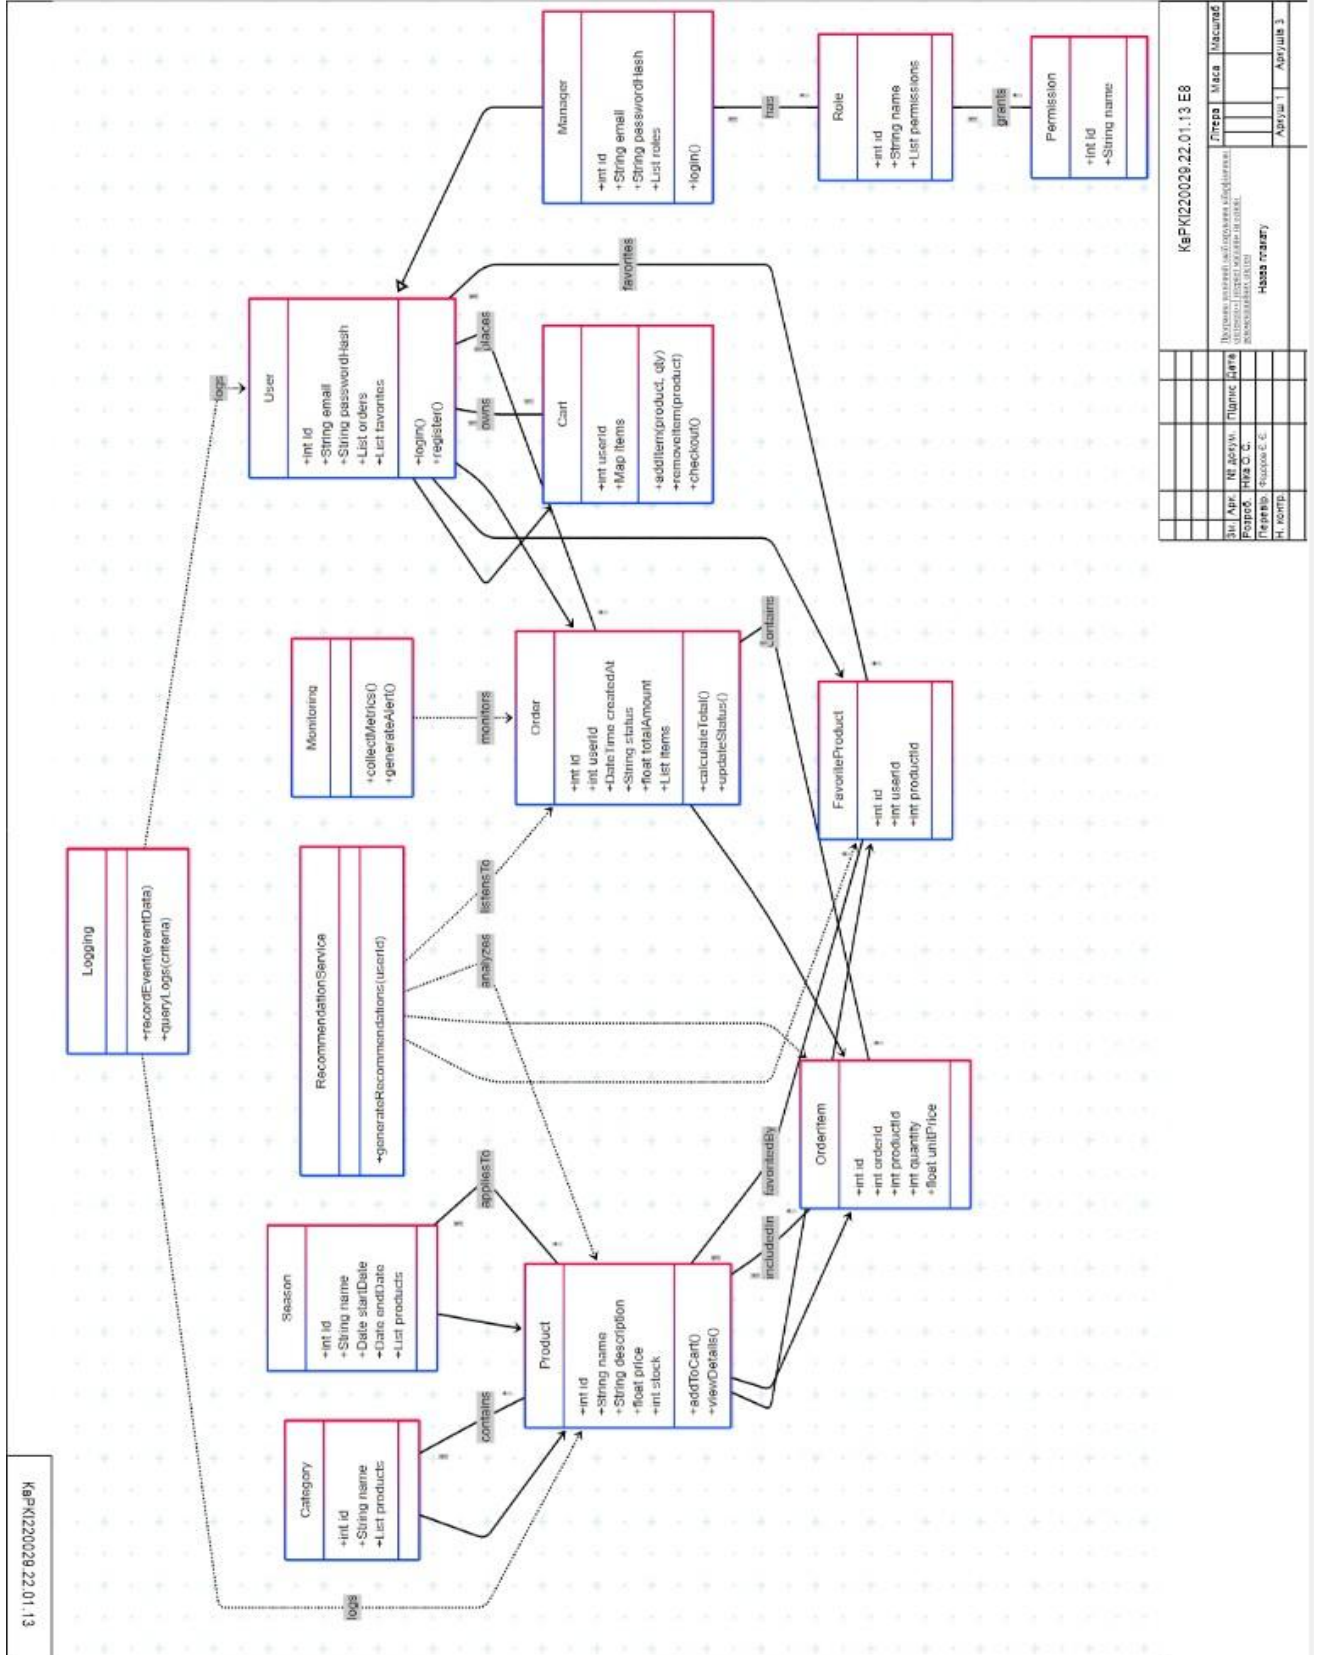 Logging
+recordEvent(eventData)
+queryLogs(criteria)
logs
logs
Category
+int id
+String name
+List products
Season
+int id
+String name
+Date startDate
+Date endDate
+List products
RecommendationService
+generateRecommendations(userId)
Monitoring
+collectMetrics()
+generateAlert()
User
+int id
+String email
+String passwordHash
+List orders
+List favorites
+login()
+register()
contains
appliesTo
analyzes
listensTo
monitors
owns
places
Product
+int id
+String name
+String description
+float price
+int stock
+addToCart()
+viewDetails()
Order
+int id
+int userId
+DateTime createdAt
+String status
+float totalAmount
+List items
+calculateTotal()
+updateStatus()
Cart
+int userId
+Map items
+addItem(product, qty)
+removeItem(product)
+checkout()
Manager
+int id
+String email
+String passwordHash
+List roles
+login()
favorites
includedIn
favoritedBy
contains
has
OrderItem
+int id
+int orderId
+int productId
+int quantity
+float unitPrice
FavoriteProduct
+int id
+int userId
+int productId
Role
+int id
+String name
+List permissions
grants
Permission
+int id
+String name
КвРКІ220029.22.01.13
КвРКІ220029.22.01.13 Е8
Зм. Арк. № докум. Підпис Дата
Розроб.
Перевір.
Н. контр.
Назва плакату
Літера Маса Масштаб
Аркуш 1 Аркушів 3